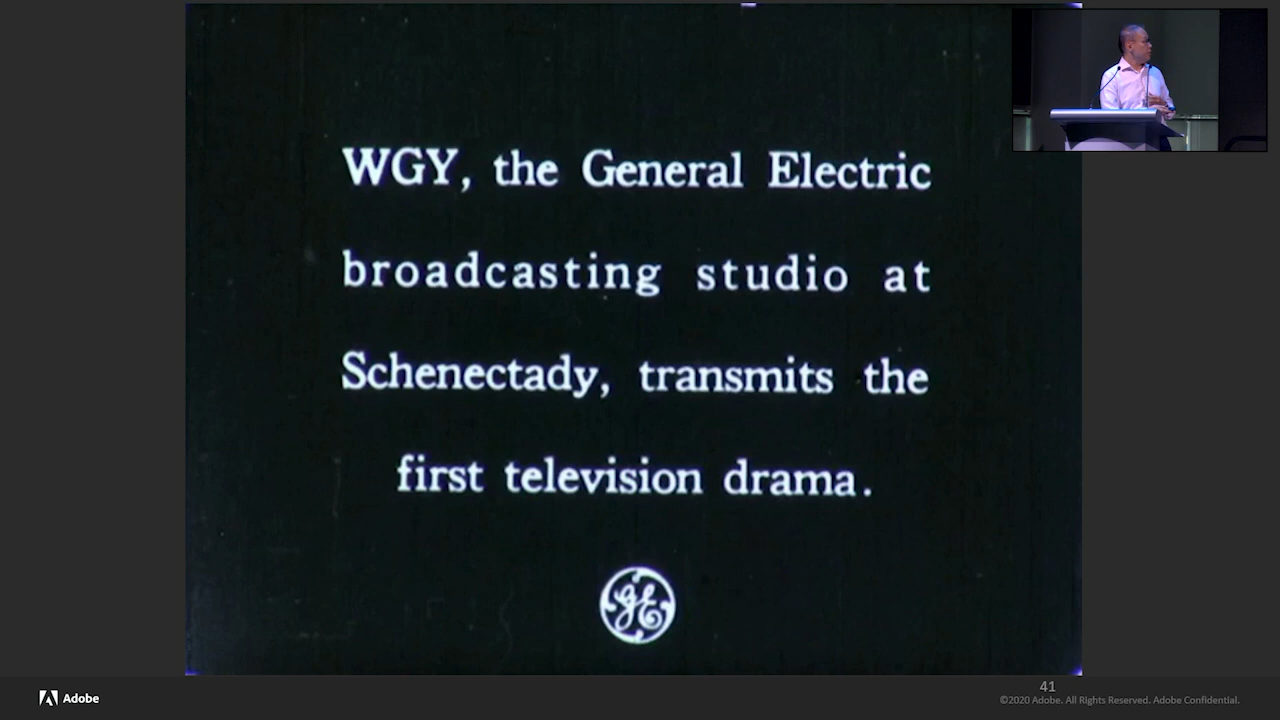 WGY, the General Electric
broadcasting studio at
Schenectady, transmits the
first television drama.
GE
Adobe
41
©2020 Adobe. All Rights Reserved. Adobe Confidential.